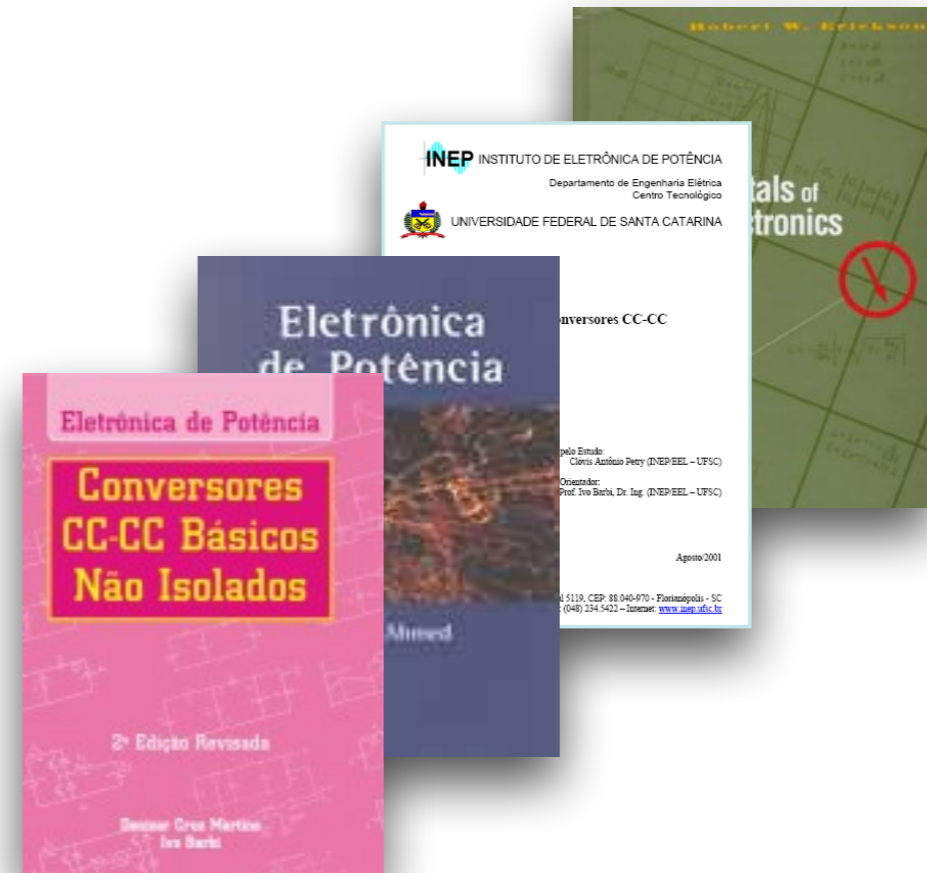 Robert W. Erickson
tals of
tronics
INEP INSTITUTO DE ELETRÔNICA DE POTÊNCIA
Departamento de Engenharia Elétrica
Centro Tecnológico
UNIVERSIDADE FEDERAL DE SANTA CATARINA
nversores CC-CC
pelo Estudo:
Clóvis Antônio Petry (INEP/EEL – UFSC)
Orientador:
Prof. Ivo Barbi, Dr. Ing. (INEP/EEL – UFSC)
Agosto/2001
l 5119, CEP: 88.040-970 - Florianópolis - SC
: (048) 234.5422 – Internet: www.inep.ufsc.br
Eletrônica
de Potência
Ahmed
Eletrônica de Potência
Conversores
CC-CC Básicos
Não Isolados
2ª Edição Revisada
Denizar Cruz Martins
Ivo Barbi